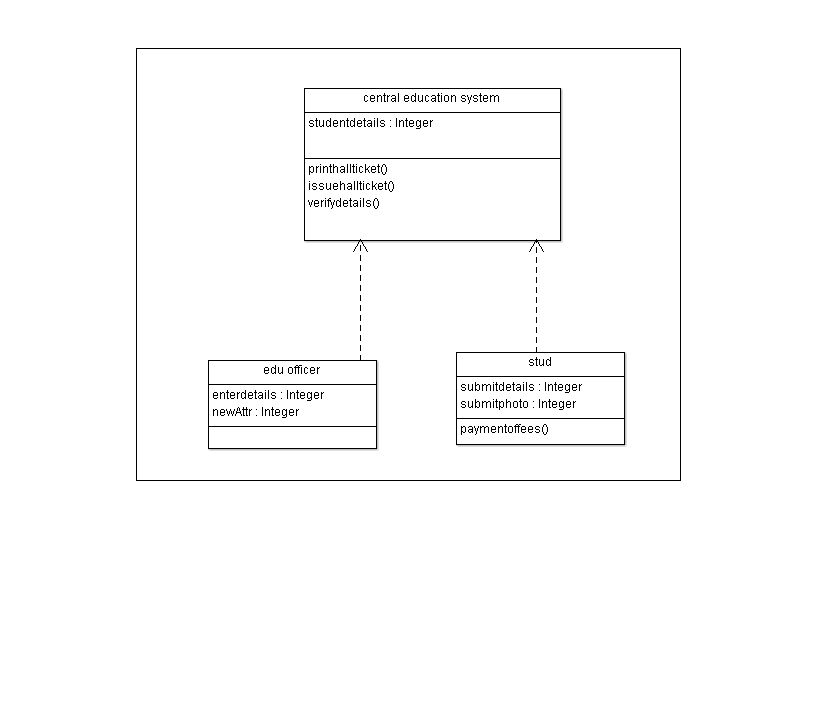 central education system
studentdetails : Integer
printhallticket()
issuehallticket()
verifydetails()
edu officer
enterdetails : Integer
newAttr : Integer
stud
submitdetails : Integer
submitphoto : Integer
paymentoffees()